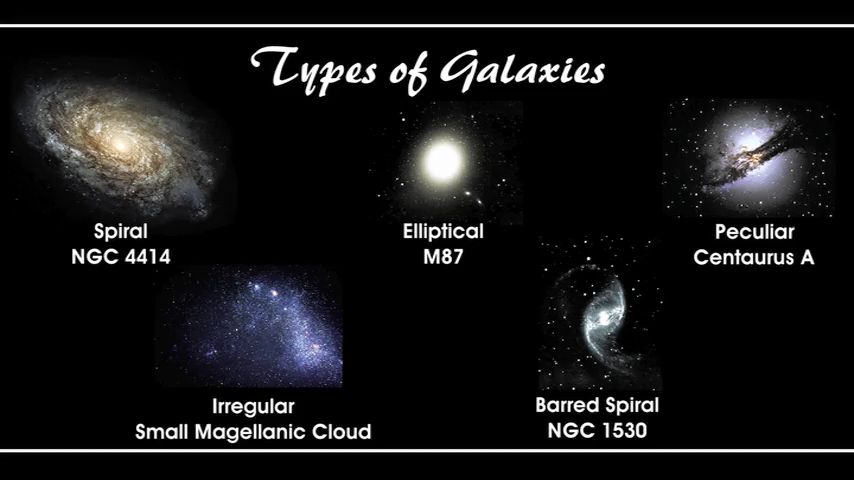 Types of Galaxies
Spiral
NGC 4414
Elliptical
M87
Peculiar
Centaurus A
Irregular
Small Magellanic Cloud
Barred Spiral
NGC 1530